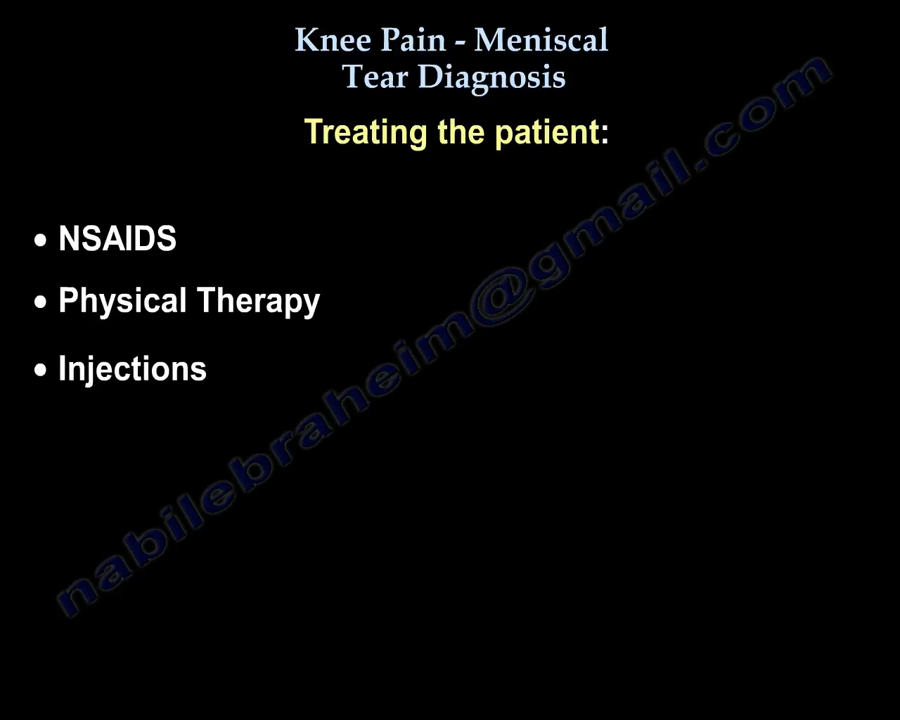 Knee Pain - Meniscal
Tear Diagnosis
Treating the patient:
• NSAIDS
• Physical Therapy
• Injections
nabilebraheim@gmail.com